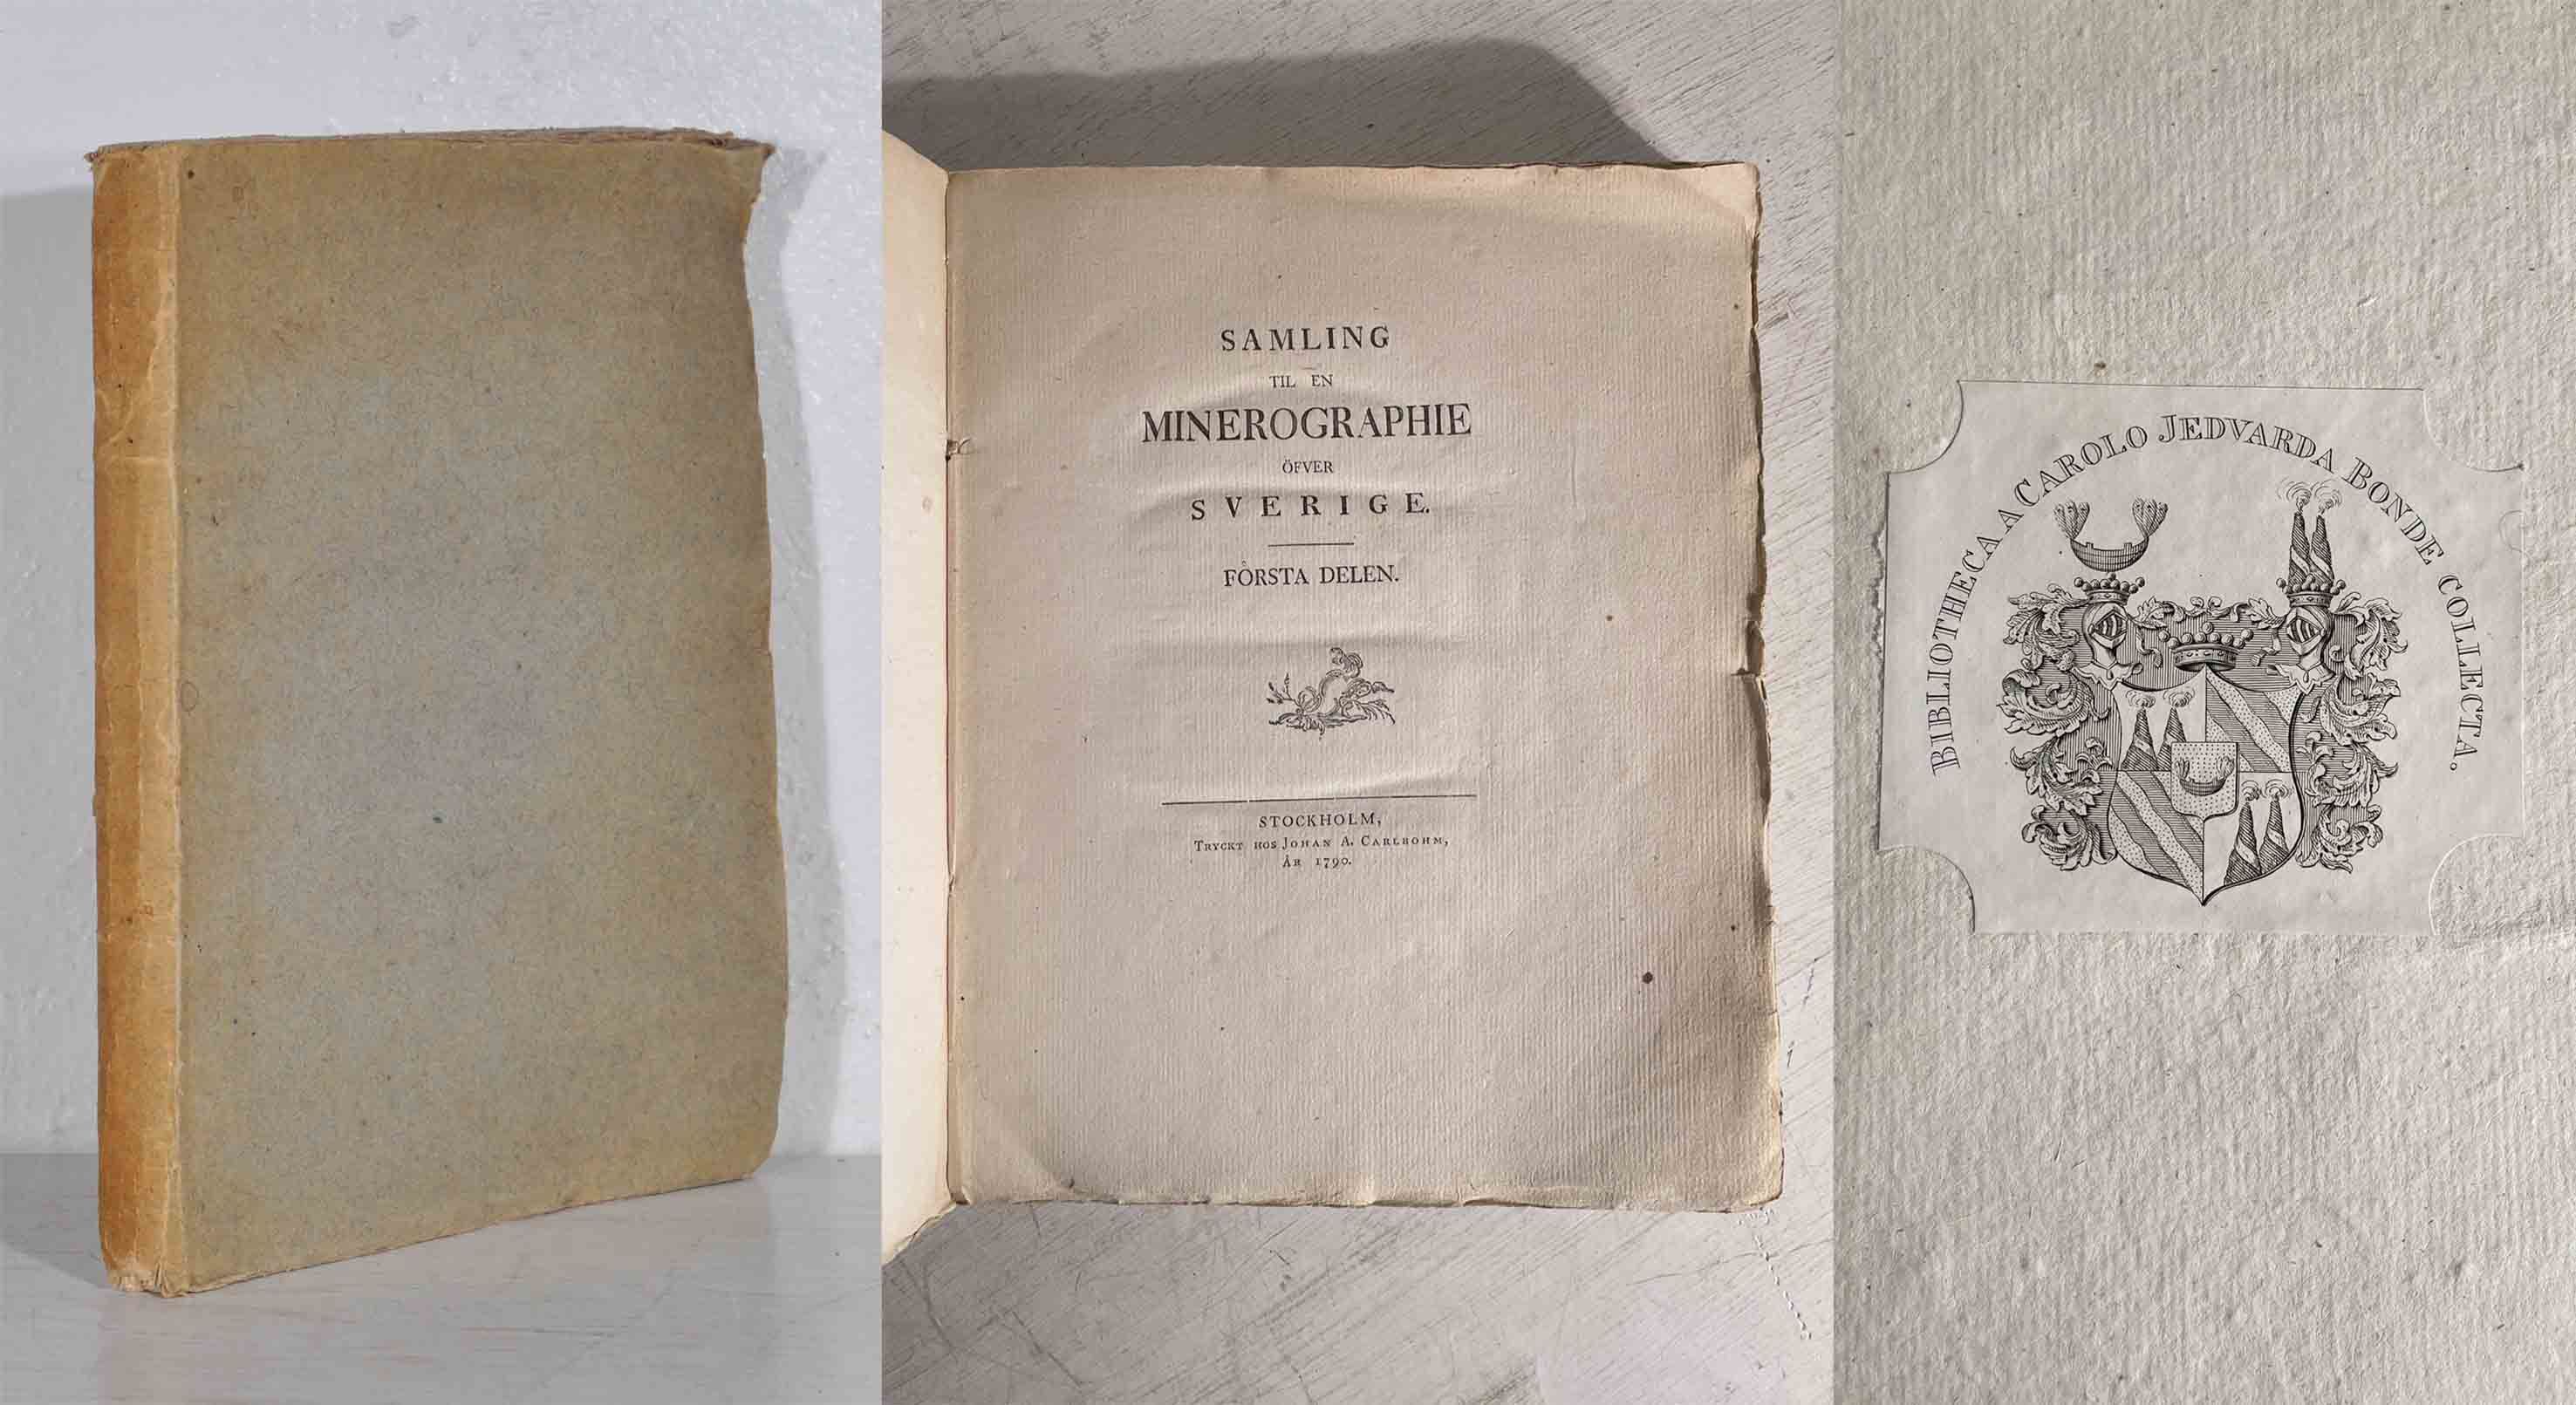 SAMLING
TIL EN
MINEROGRAPHIE
ÖFVER
SVERIGE.
FÖRSTA DELEN.
STOCKHOLM,
TRYCKT HOS JOHAN A. CARLBOHM,
ÅR 1790.
BIBLIOTHECA A CAROLO JEDVARDA BONDE COLLECTA.